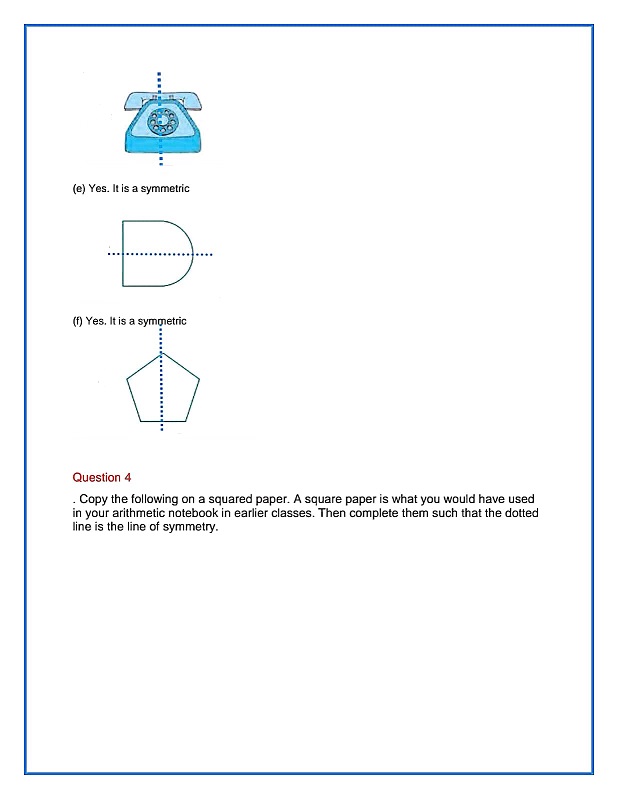 (e) Yes. It is a symmetric
(f) Yes. It is a symmetric
Question 4
. Copy the following on a squared paper. A square paper is what you would have used
in your arithmetic notebook in earlier classes. Then complete them such that the dotted
line is the line of symmetry.